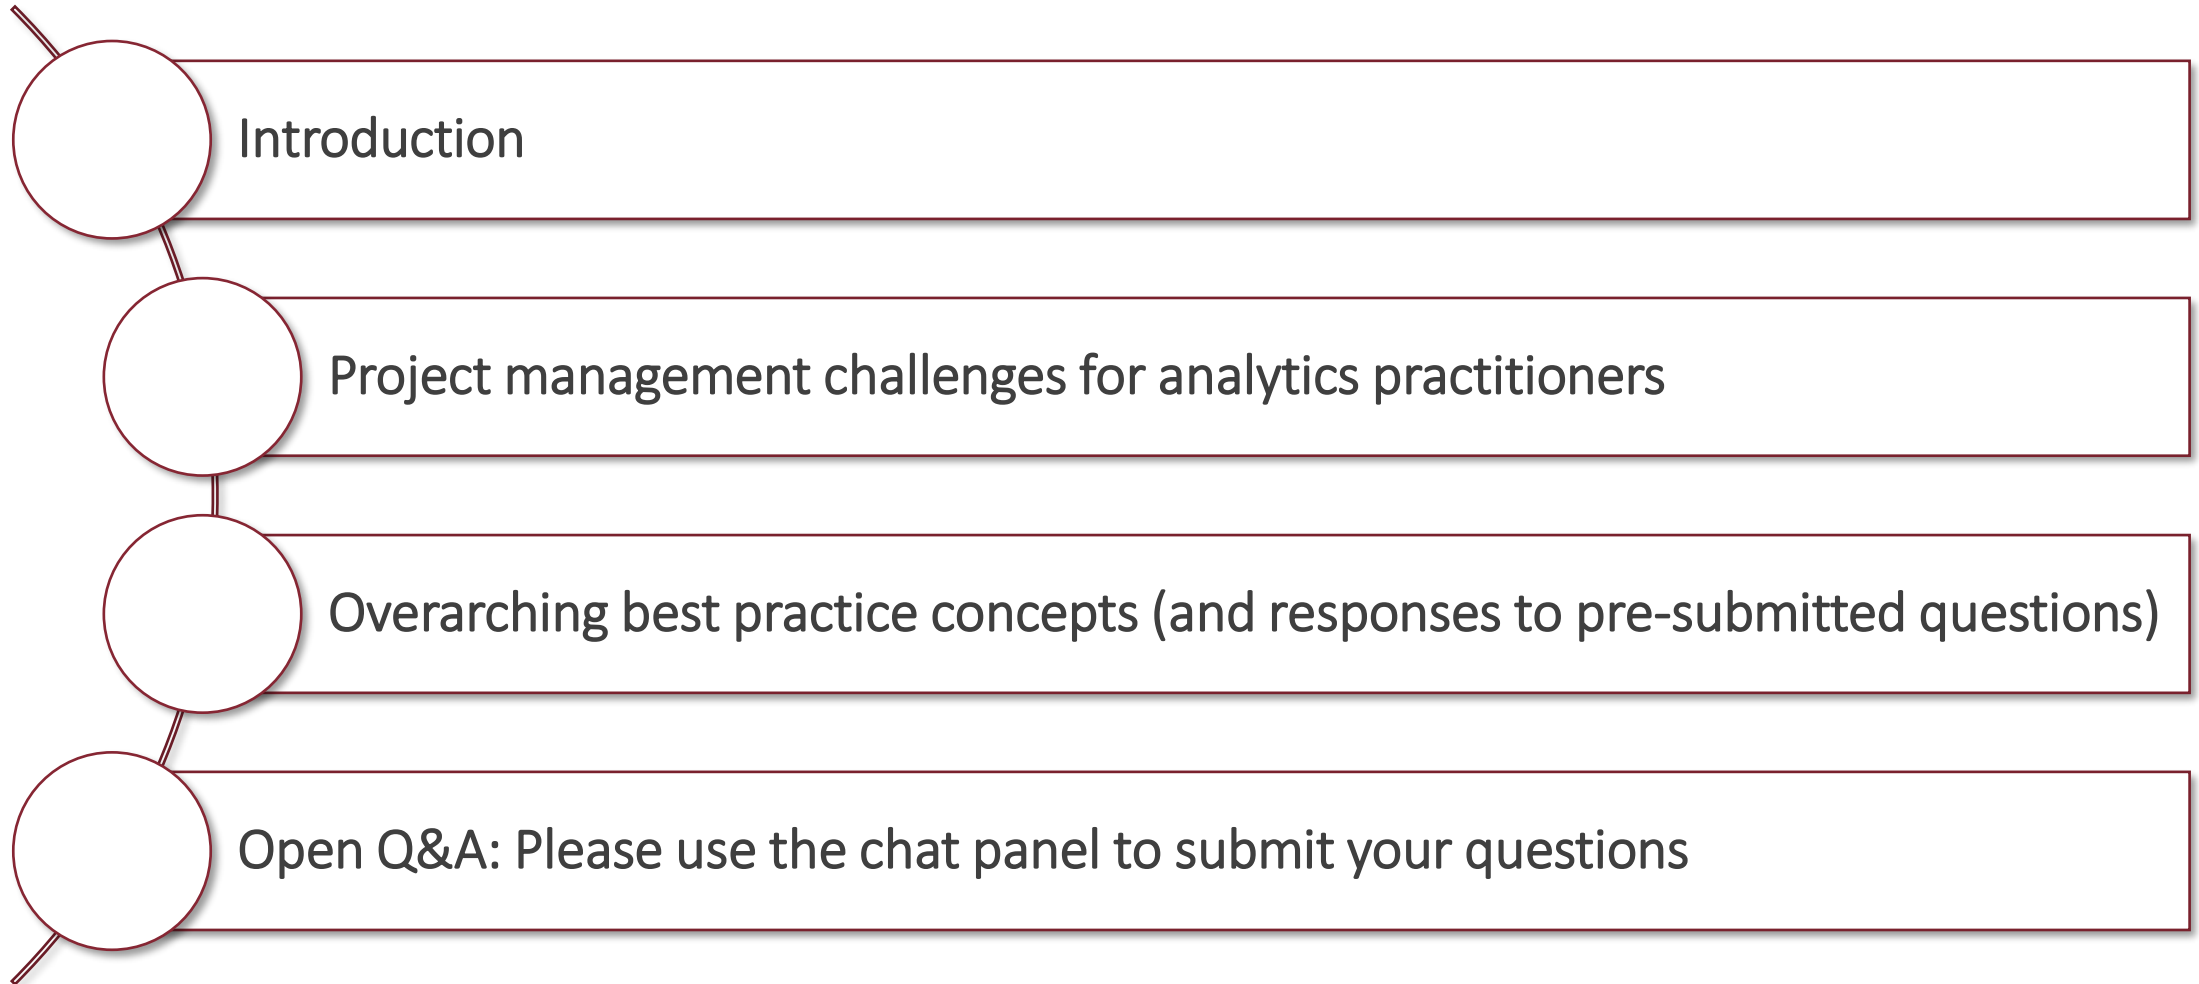 Introduction
Project management challenges for analytics practitioners
Overarching best practice concepts (and responses to pre-submitted questions)
Open Q&A: Please use the chat panel to submit your questions